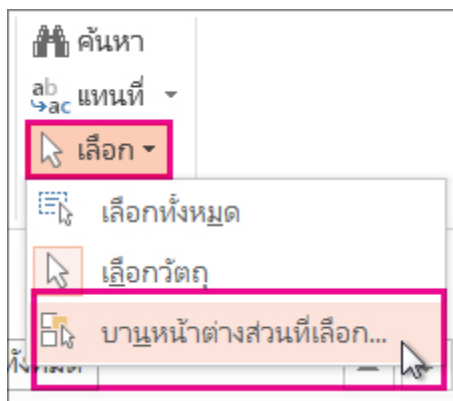 ค้นหา
ab
ac แทนที่
เลือก
เลือกทั้งหมด
เลือกวัตถุ
บานหน้าต่างส่วนที่เลือก...